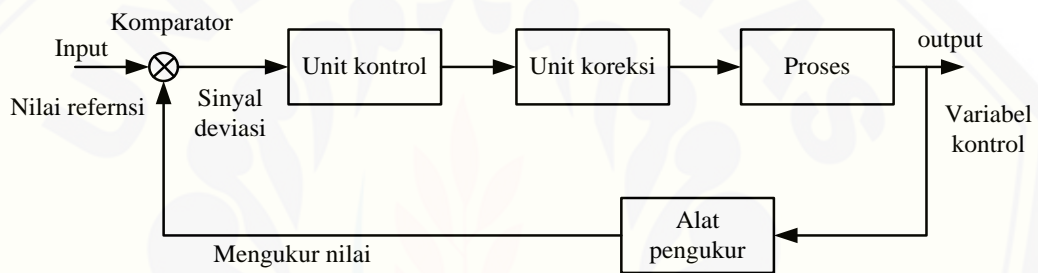 Komparator
Input
Nilai refernsi
Sinyal
deviasi
Unit kontrol
Unit koreksi
Proses
output
Variabel
kontrol
Alat
pengukur
Mengukur nilai